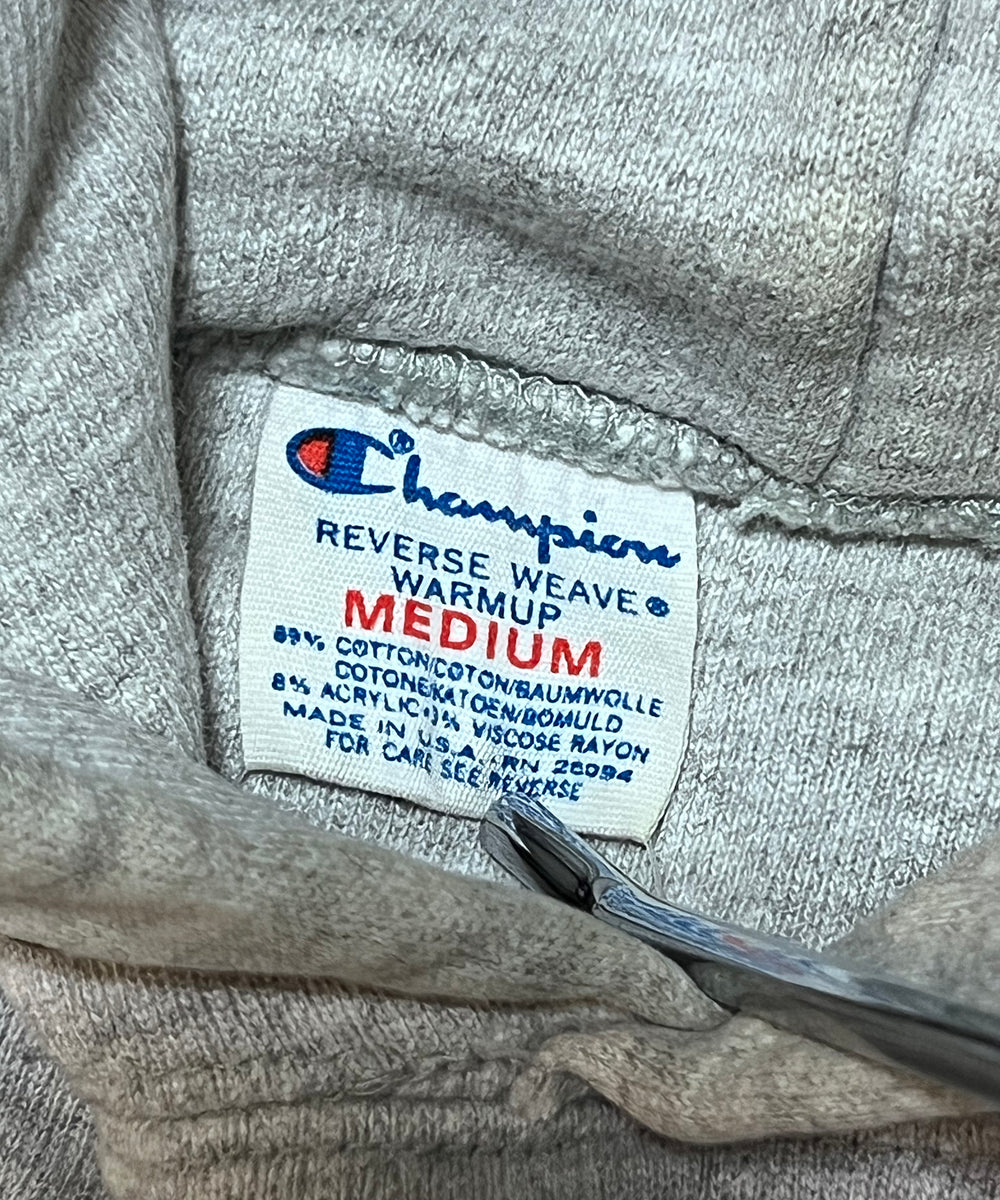 Champion®
REVERSE WEAVE®
WARMUP
MEDIUM
89% COTTON/COTON/BAUMWOLLE
COTONE/KATOEN/BOMULD
8% ACRYLIC VISCOSE RAYON
MADE IN U.S.A. RN 26094
FOR CARE SEE REVERSE